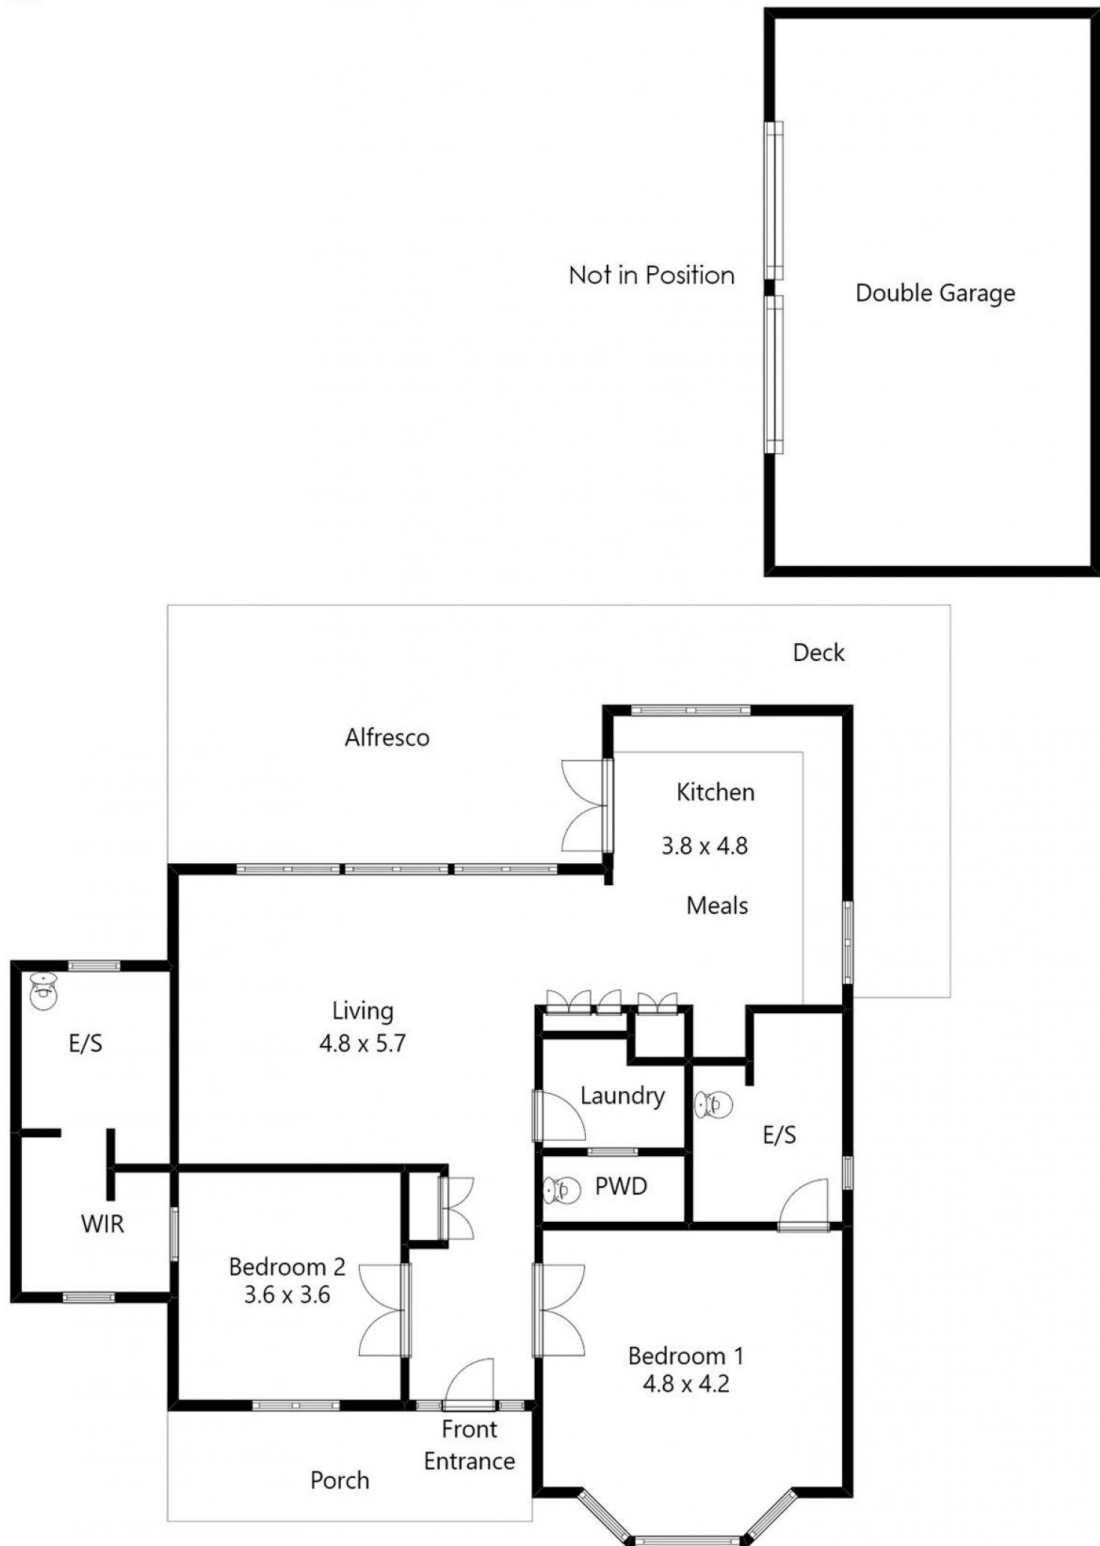 Not in Position
Double Garage
Deck
Alfresco
Kitchen
3.8 x 4.8
Meals
Living
4.8 x 5.7
E/S
Laundry
E/S
PWD
WIR
Bedroom 2
3.6 x 3.6
Bedroom 1
4.8 x 4.2
Front
Entrance
Porch